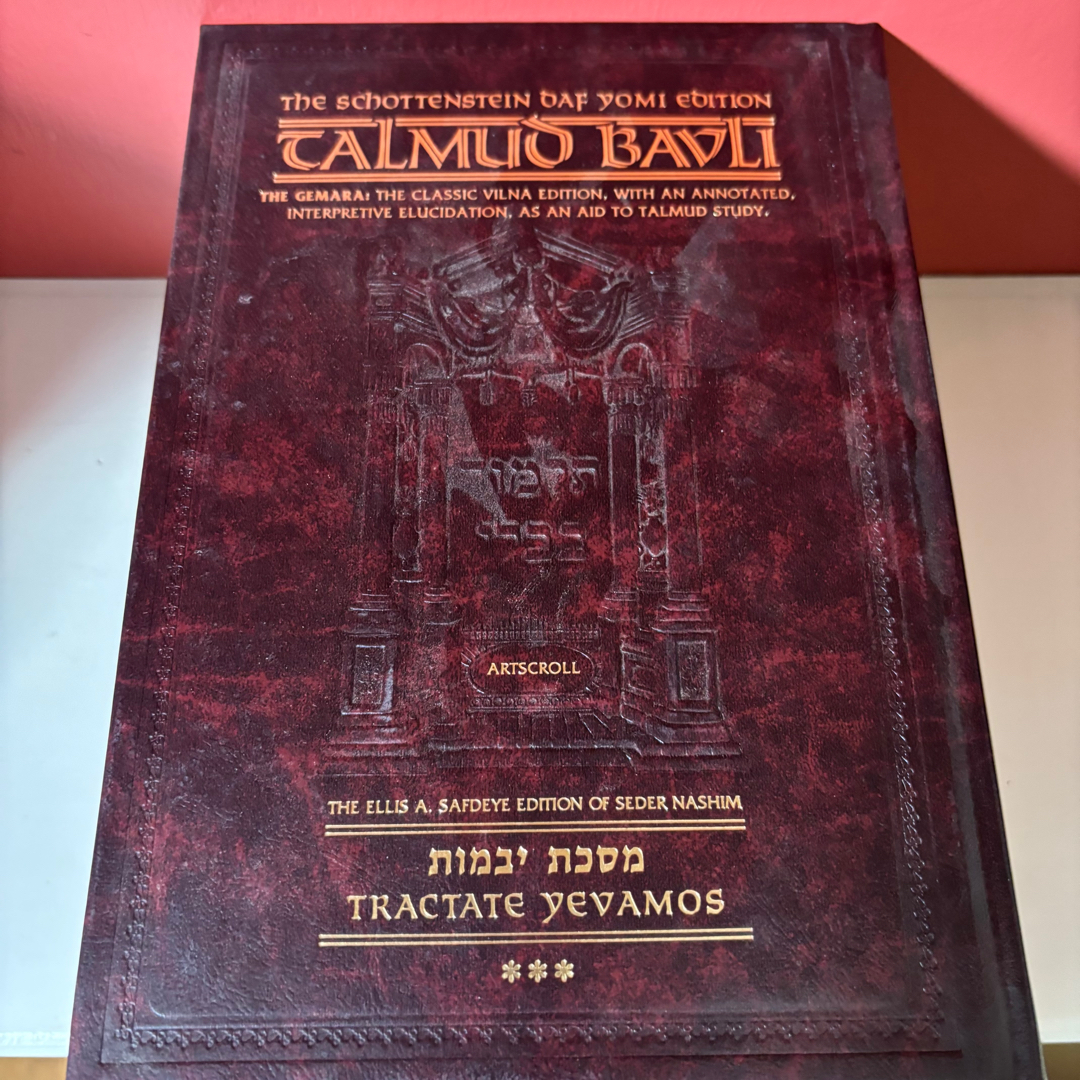 THE SCHOTTENSTEIN DAF YOMI EDITION
TALMUD BAVLI
THE GEMARA: THE CLASSIC VILNA EDITION, WITH AN ANNOTATED,
INTERPRETIVE ELUCIDATION, AS AN AID TO TALMUD STUDY.
תלמוד
בבלי
ARTSCROLL
THE ELLIS A. SAFDEYE EDITION OF SEDER NASHIM
מסכת יבמות
TRACTATE YEVAMOS